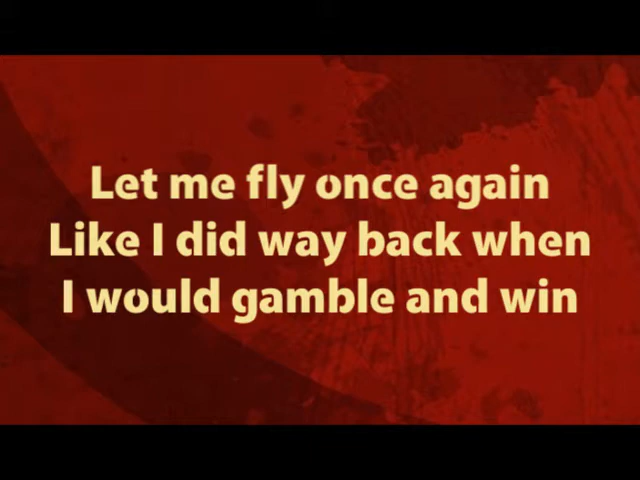 Let me fly once again
Like I did way back when
I would gamble and win